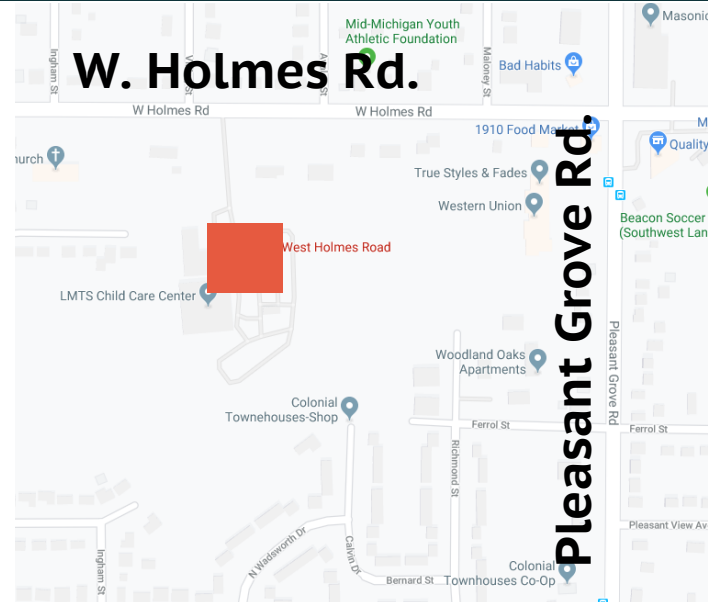 Masonic
Mid-Michigan Youth
Athletic Foundation
Ingham St
W. Holmes Rd.
Maloney St
Bad Habits
W Holmes Rd
W Holmes Rd
1910 Food Market
Quality
True Styles & Fades
Western Union
Beacon Soccer
(Southwest Lan
West Holmes Road
LMTS Child Care Center
Pleasant Grove Rd.
Pleasant Grove Rd
Woodland Oaks
Apartments
Colonial
Townehouses-Shop
Ferrol St
Ferrol St
Richmond St
Pleasant View Av
N Wadsworth Dr
Calvin Dr
Ingham St
Bernard St
Colonial
Townhouses Co-Op